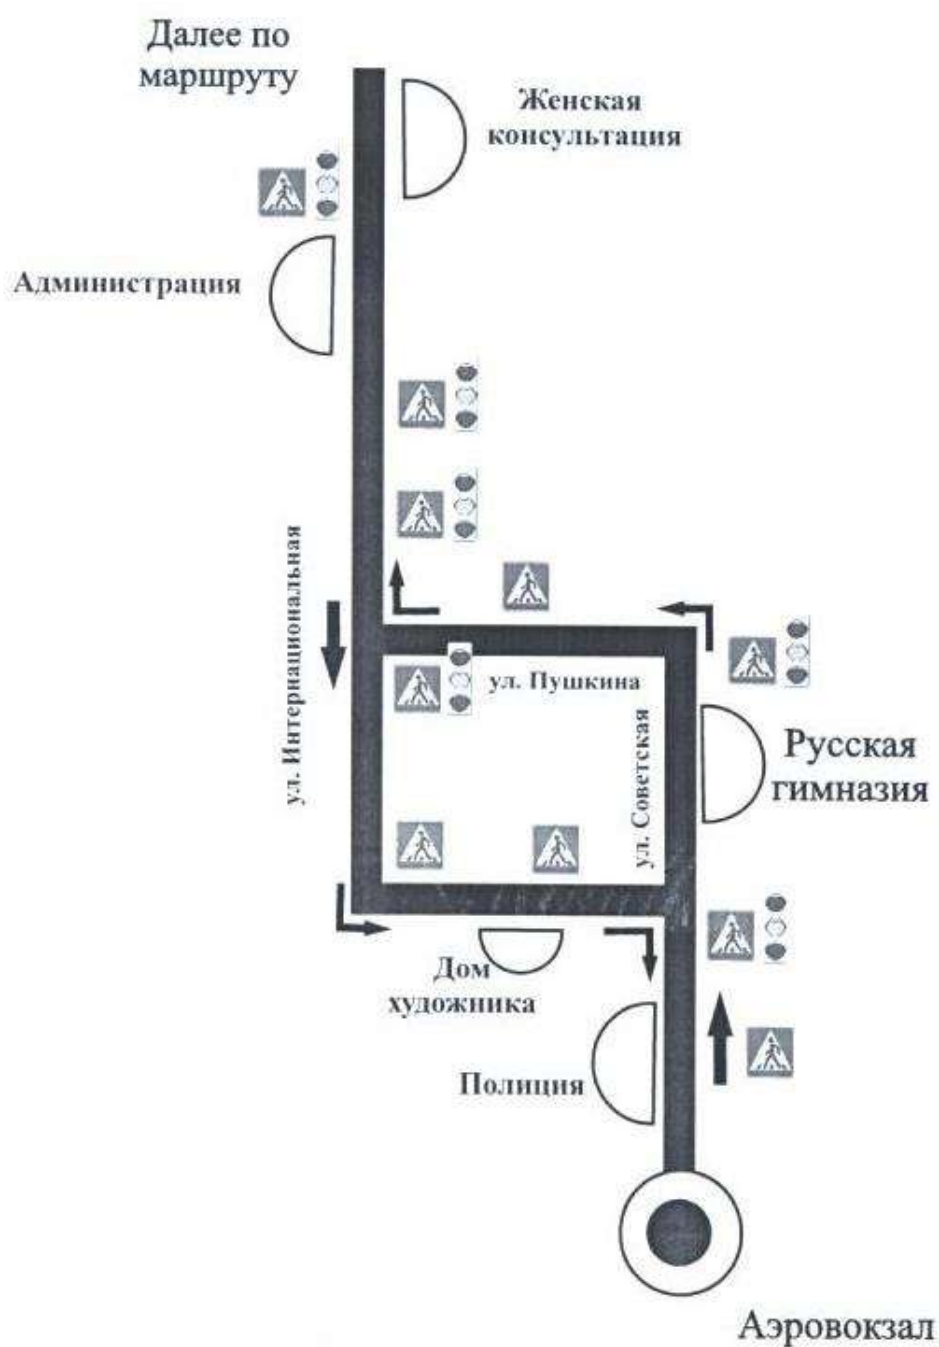 Далее по
маршруту
Женская
консультация
Администрация
ул. Интернациональная
ул. Пушкина
ул. Советская
Русская
гимназия
Дом
художника
Полиция
Аэровокзал